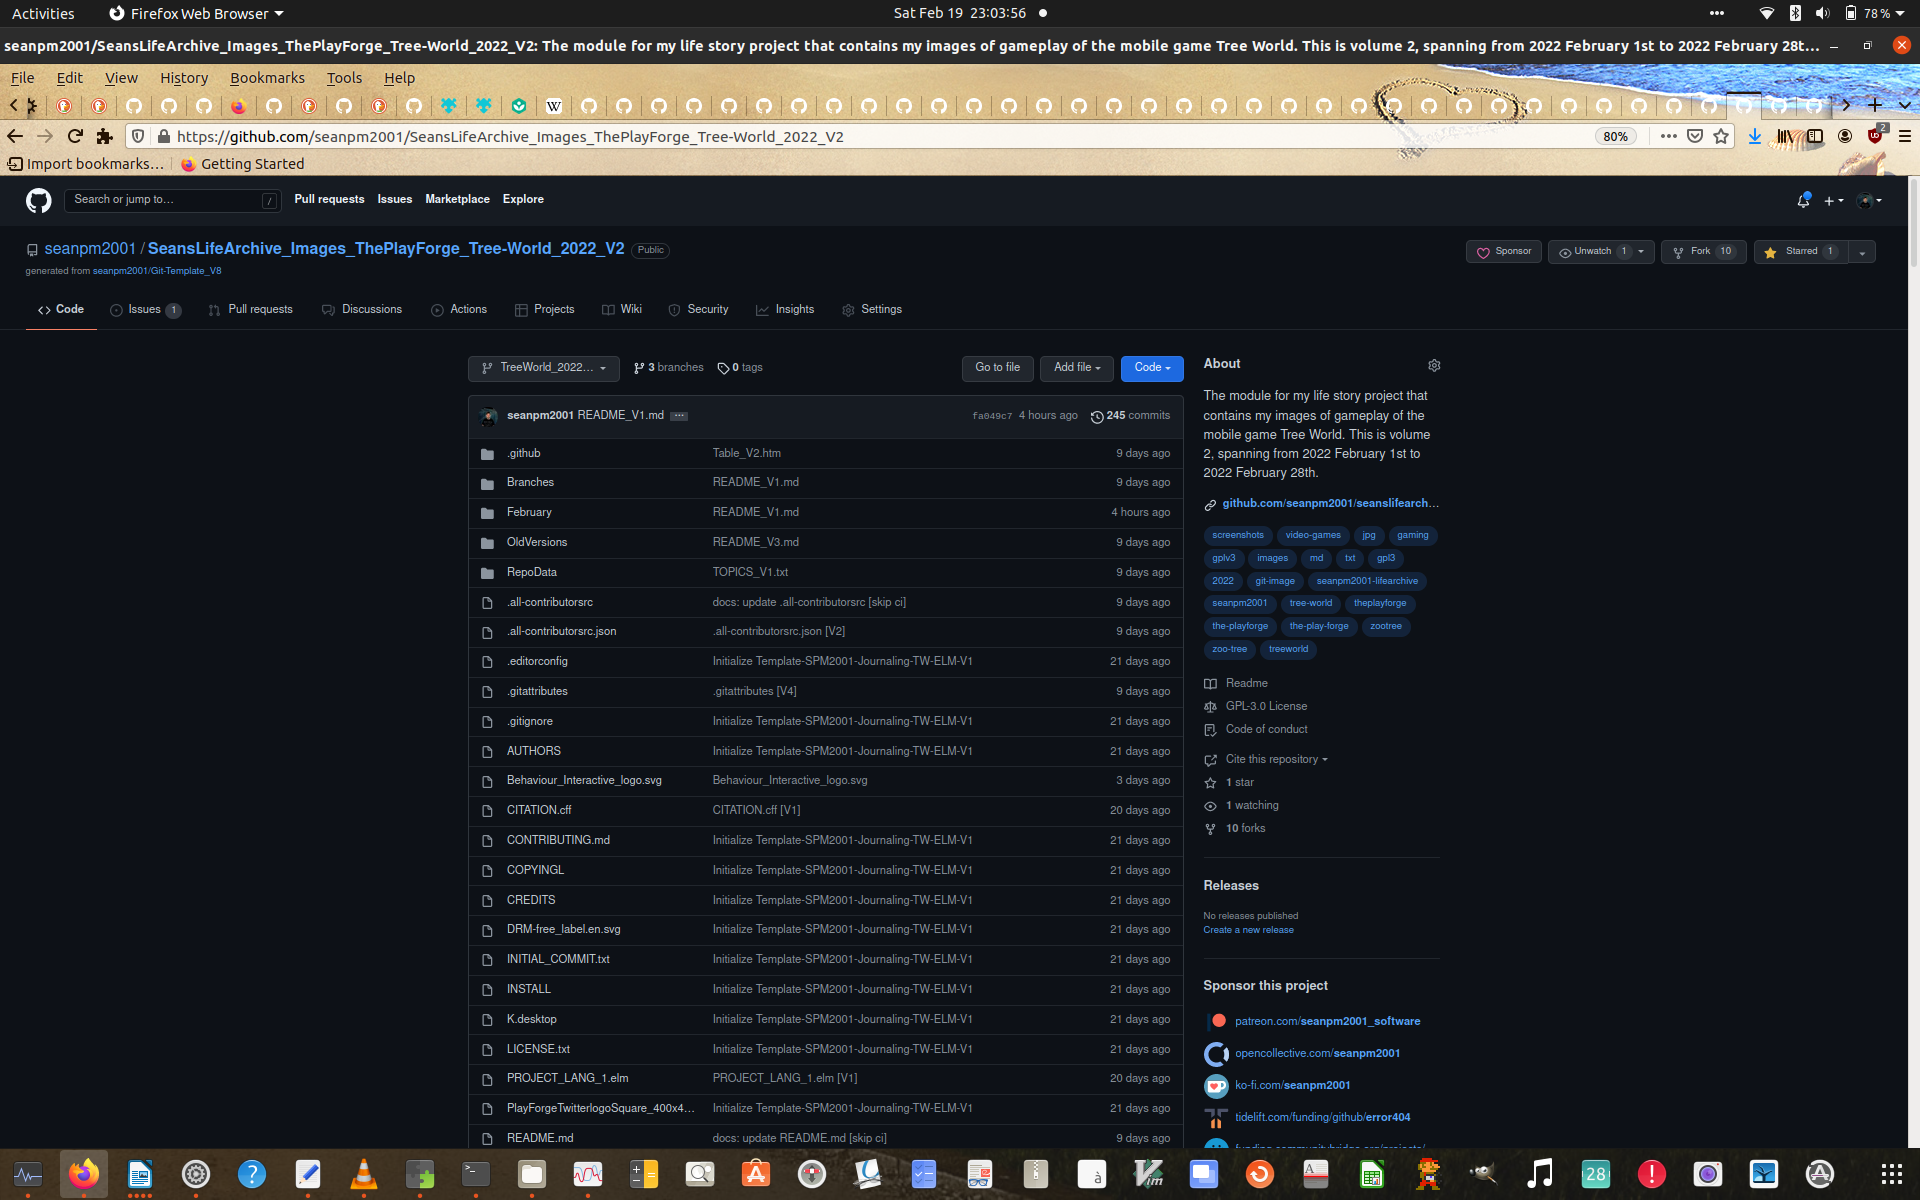 Activities
Firefox Web Browser
Sat Feb 19 23:03:56
78 %
seanpm2001/SeansLifeArchive_Images_ThePlayForge_Tree-World_2022_V2: The module for my life story project that contains my images of gameplay of the mobile game Tree World. This is volume 2, spanning from 2022 February 1st to 2022 February 28t…
File Edit View History Bookmarks Tools Help
https://github.com/seanpm2001/SeansLifeArchive_Images_ThePlayForge_Tree-World_2022_V2
80%
2
Import bookmarks…
Getting Started
Search or jump to…
/
Pull requests Issues Marketplace Explore
seanpm2001 / SeansLifeArchive_Images_ThePlayForge_Tree-World_2022_V2 Public
generated from seanpm2001/Git-Template_V8
Sponsor
Unwatch 1
Fork 10
Starred 1
Code
Issues 1
Pull requests
Discussions
Actions
Projects
Wiki
Security
Insights
Settings
TreeWorld_2022...
3 branches
0 tags
Go to file
Add file
Code
seanpm2001 README_V1.md
fa049c7 4 hours ago
245 commits
.github Table_V2.htm 9 days ago
Branches README_V1.md 9 days ago
February README_V1.md 4 hours ago
OldVersions README_V3.md 9 days ago
RepoData TOPICS_V1.txt 9 days ago
.all-contributorsrc docs: update .all-contributorsrc [skip ci] 9 days ago
.all-contributorsrc.json .all-contributorsrc.json [V2] 9 days ago
.editorconfig Initialize Template-SPM2001-Journaling-TW-ELM-V1 21 days ago
.gitattributes .gitattributes [V4] 9 days ago
.gitignore Initialize Template-SPM2001-Journaling-TW-ELM-V1 21 days ago
AUTHORS Initialize Template-SPM2001-Journaling-TW-ELM-V1 21 days ago
Behaviour_Interactive_logo.svg Behaviour_Interactive_logo.svg 3 days ago
CITATION.cff CITATION.cff [V1] 20 days ago
CONTRIBUTING.md Initialize Template-SPM2001-Journaling-TW-ELM-V1 21 days ago
COPYINGL Initialize Template-SPM2001-Journaling-TW-ELM-V1 21 days ago
CREDITS Initialize Template-SPM2001-Journaling-TW-ELM-V1 21 days ago
DRM-free_label.en.svg Initialize Template-SPM2001-Journaling-TW-ELM-V1 21 days ago
INITIAL_COMMIT.txt Initialize Template-SPM2001-Journaling-TW-ELM-V1 21 days ago
INSTALL Initialize Template-SPM2001-Journaling-TW-ELM-V1 21 days ago
K.desktop Initialize Template-SPM2001-Journaling-TW-ELM-V1 21 days ago
LICENSE.txt Initialize Template-SPM2001-Journaling-TW-ELM-V1 21 days ago
PROJECT_LANG_1.elm PROJECT_LANG_1.elm [V1] 20 days ago
PlayForgeTwitterlogoSquare_400x4... Initialize Template-SPM2001-Journaling-TW-ELM-V1 21 days ago
README.md docs: update README.md [skip ci] 9 days ago
About
The module for my life story project that
contains my images of gameplay of the
mobile game Tree World. This is volume
2, spanning from 2022 February 1st to
2022 February 28th.
github.com/seanpm2001/seanslifearch…
screenshots video-games jpg gaming
gplv3 images md txt gpl3
2022 git-image seanpm2001-lifearchive
seanpm2001 tree-world theplayforge
the-playforge the-play-forge zootree
zoo-tree treeworld
Readme
GPL-3.0 License
Code of conduct
Cite this repository
1 star
1 watching
10 forks
Releases
No releases published
Create a new release
Sponsor this project
patreon.com/seanpm2001_software
opencollective.com/seanpm2001
ko-fi.com/seanpm2001
tidelift.com/funding/github/error404
28